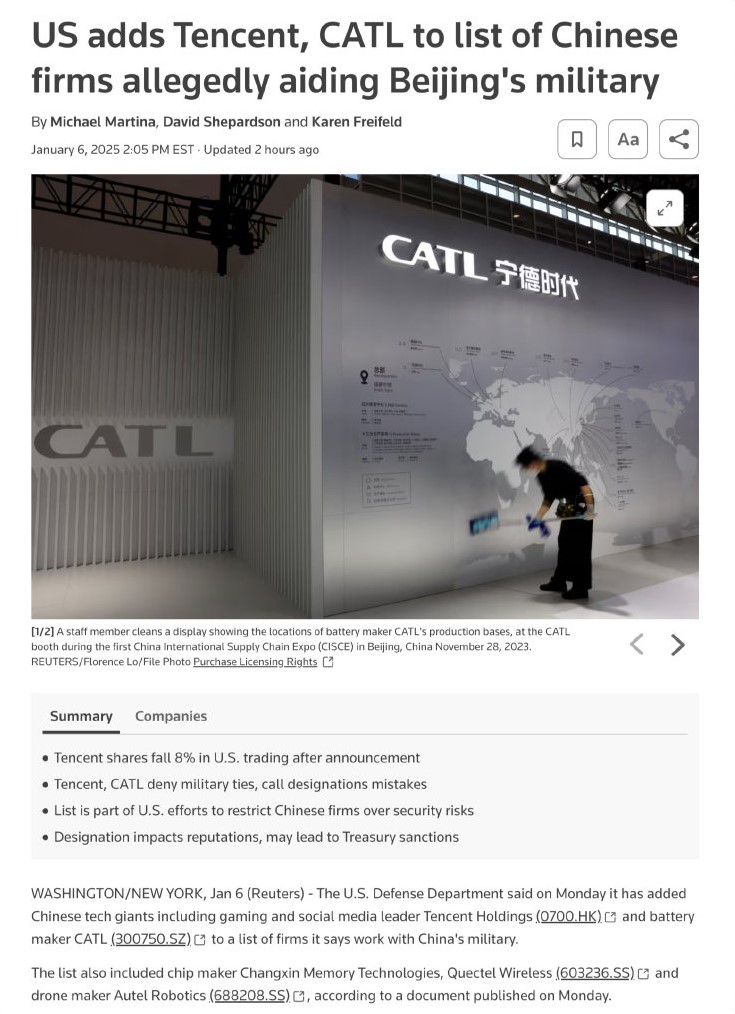 US adds Tencent, CATL to list of Chinese
firms allegedly aiding Beijing's military
By Michael Martina, David Shepardson and Karen Freifeld
January 6, 2025 2:05 PM EST · Updated 2 hours ago
Aa
CATL 宁德时代
CATL
[1/2] A staff member cleans a display showing the locations of battery maker CATL's production bases, at the CATL
booth during the first China International Supply Chain Expo (CISCE) in Beijing, China November 28, 2023.
REUTERS/Florence Lo/File Photo Purchase Licensing Rights
Summary Companies
• Tencent shares fall 8% in U.S. trading after announcement
• Tencent, CATL deny military ties, call designations mistakes
• List is part of U.S. efforts to restrict Chinese firms over security risks
• Designation impacts reputations, may lead to Treasury sanctions
WASHINGTON/NEW YORK, Jan 6 (Reuters) - The U.S. Defense Department said on Monday it has added
Chinese tech giants including gaming and social media leader Tencent Holdings (0700.HK) and battery
maker CATL (300750.SZ) to a list of firms it says work with China's military.
The list also included chip maker Changxin Memory Technologies, Quectel Wireless (603236.SS) and
drone maker Autel Robotics (688208.SS), according to a document published on Monday.